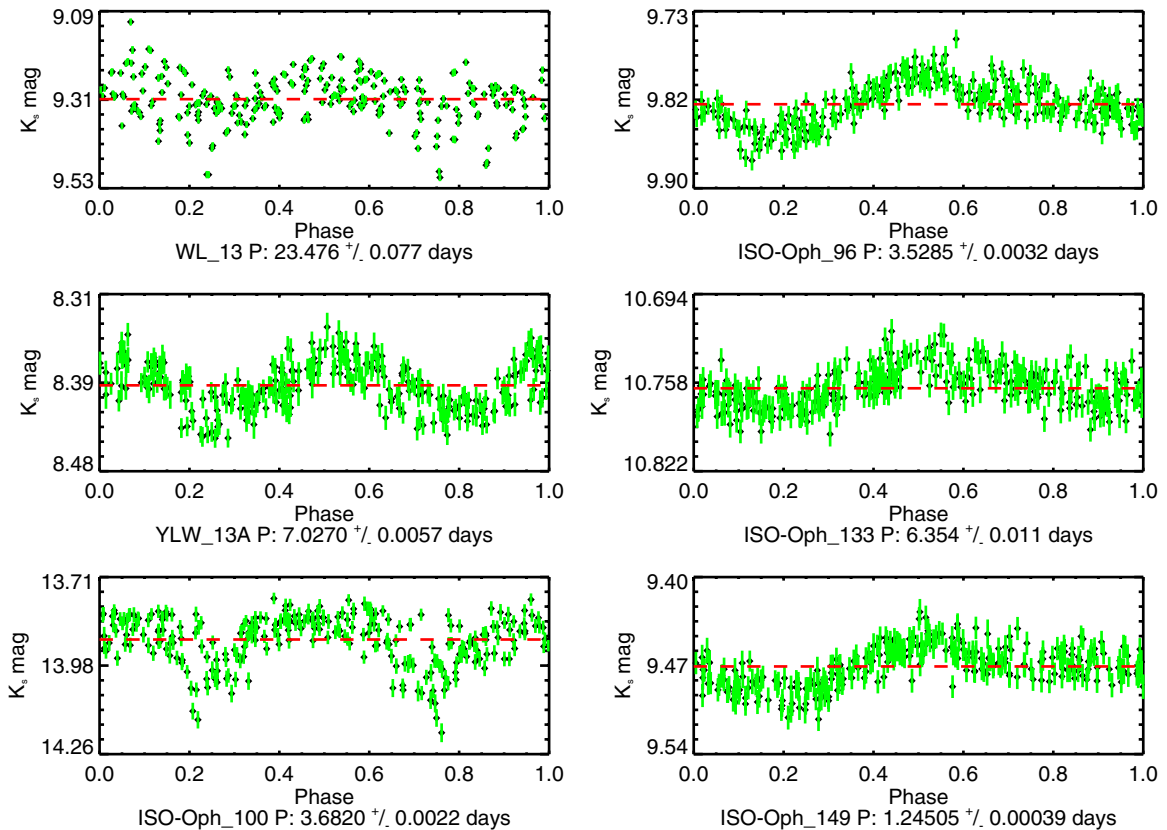 9.09
9.31
9.53
K_s mag
0.0 0.2 0.4 0.6 0.8 1.0
Phase
WL_13 P: 23.476 +/- 0.077 days
9.73
9.82
9.90
K_s mag
0.0 0.2 0.4 0.6 0.8 1.0
Phase
ISO-Oph_96 P: 3.5285 +/- 0.0032 days
8.31
8.39
8.48
K_s mag
0.0 0.2 0.4 0.6 0.8 1.0
Phase
YLW_13A P: 7.0270 +/- 0.0057 days
10.694
10.758
10.822
K_s mag
0.0 0.2 0.4 0.6 0.8 1.0
Phase
ISO-Oph_133 P: 6.354 +/- 0.011 days
13.71
13.98
14.26
K_s mag
0.0 0.2 0.4 0.6 0.8 1.0
Phase
ISO-Oph_100 P: 3.6820 +/- 0.0022 days
9.40
9.47
9.54
K_s mag
0.0 0.2 0.4 0.6 0.8 1.0
Phase
ISO-Oph_149 P: 1.24505 +/- 0.00039 days